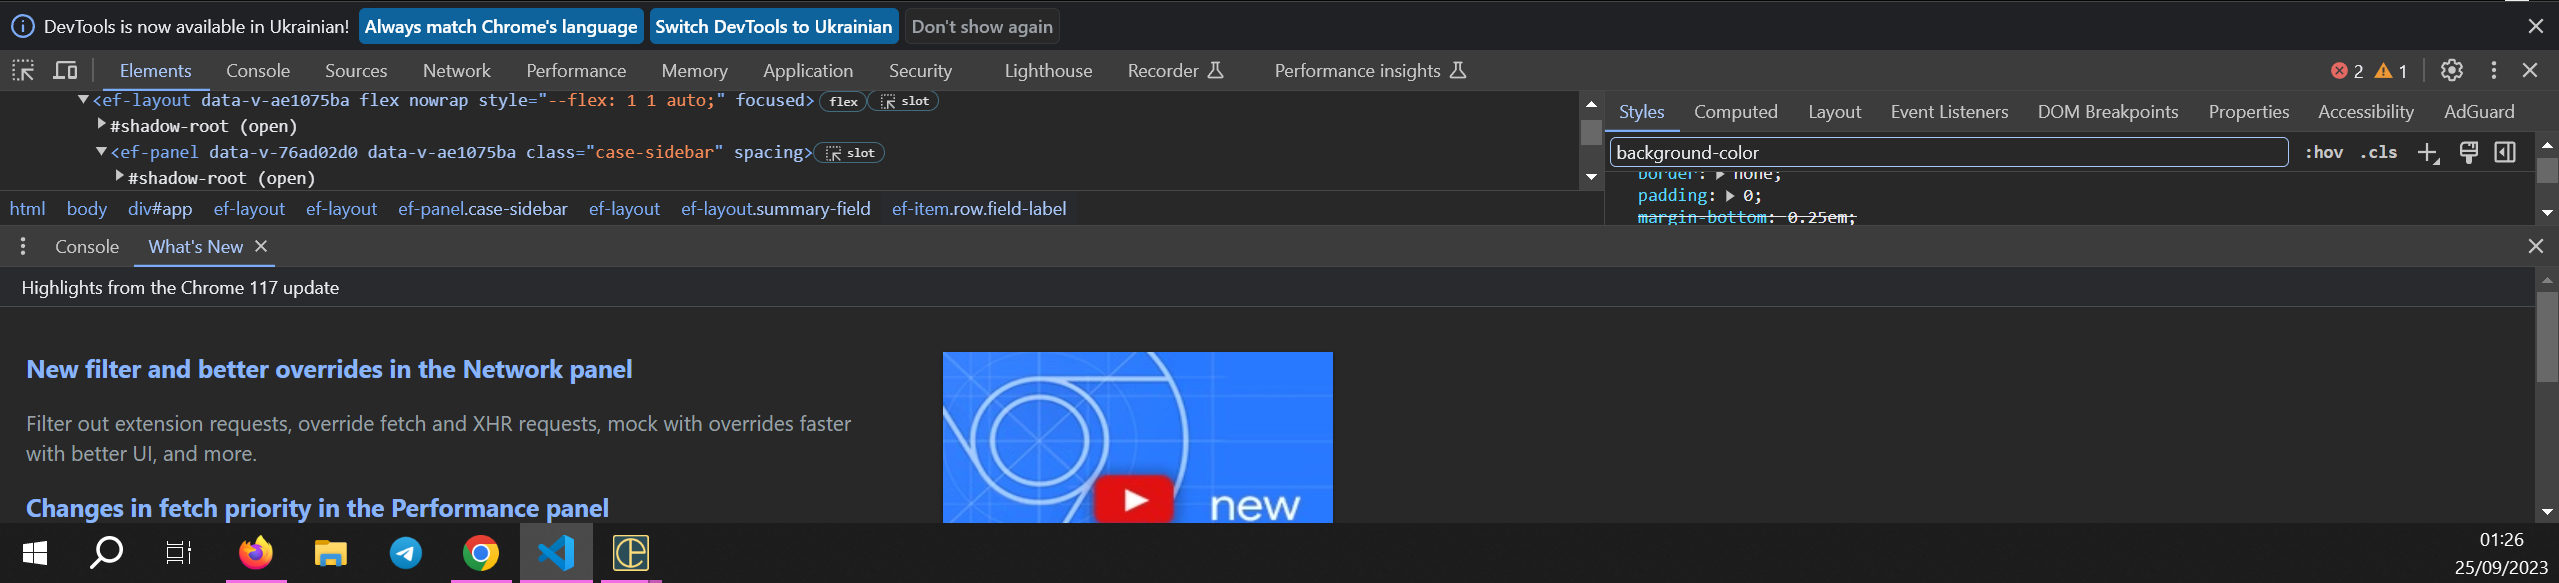 DevTools is now available in Ukrainian! Always match Chrome's language Switch DevTools to Ukrainian Don't show again
Elements Console Sources Network Performance Memory Application Security Lighthouse Recorder Performance insights 2 1
<ef-layout data-v-ae1075ba flex nowrap style="--flex: 1 1 auto;" focused> flex slot
#shadow-root (open)
<ef-panel data-v-76ad02d0 data-v-ae1075ba class="case-sidebar" spacing> slot
#shadow-root (open)
html body div#app ef-layout ef-layout ef-panel.case-sidebar ef-layout ef-layout.summary-field ef-item.row.field-label
Styles Computed Layout Event Listeners DOM Breakpoints Properties Accessibility AdGuard
background-color :hov .cls
border: none;
padding: 0;
margin-bottom: 0.25em;
Console What's New
Highlights from the Chrome 117 update
New filter and better overrides in the Network panel
Filter out extension requests, override fetch and XHR requests, mock with overrides faster
with better UI, and more.
Changes in fetch priority in the Performance panel
new
01:26
25/09/2023